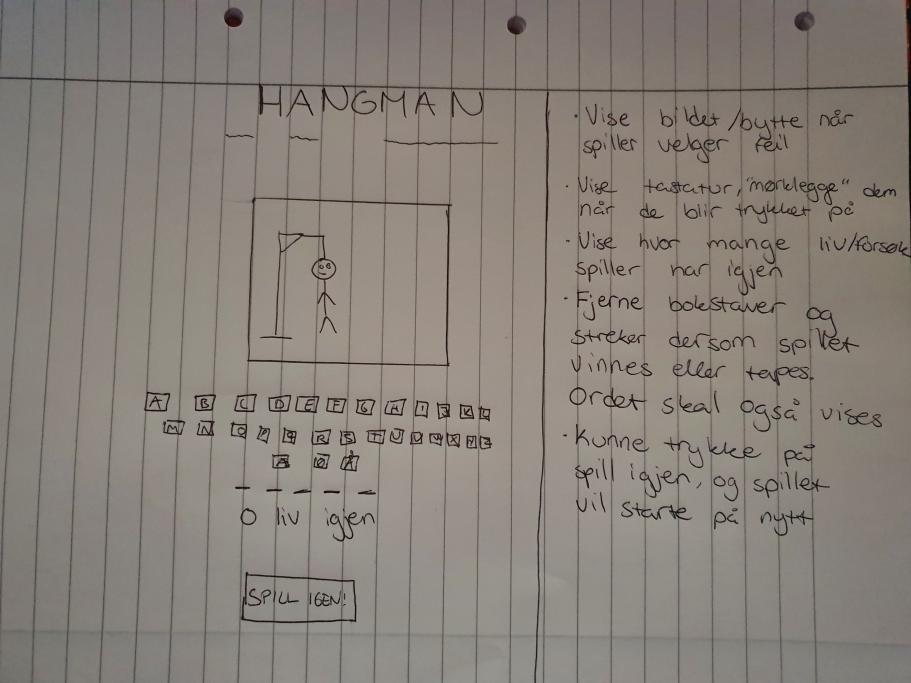 HANGMAN
A B C D E F G H I J K L
M N O P Q R S T U V W X Y Z
Æ Ø Å
0 liv igjen
SPILL IGEN!
· Vise bildet/bytte når
spiller velger feil
· Vise tastatur, "mørklegge" dem
når de blir trykket på
· Vise hvor mange liv/forsøk
spiller har igjen
· Fjerne bokstaver og
streker dersom spillet
vinnes eller tapes.
Ordet skal også vises
· Kunne trykke på
spill igjen, og spillet
vil starte på nytt